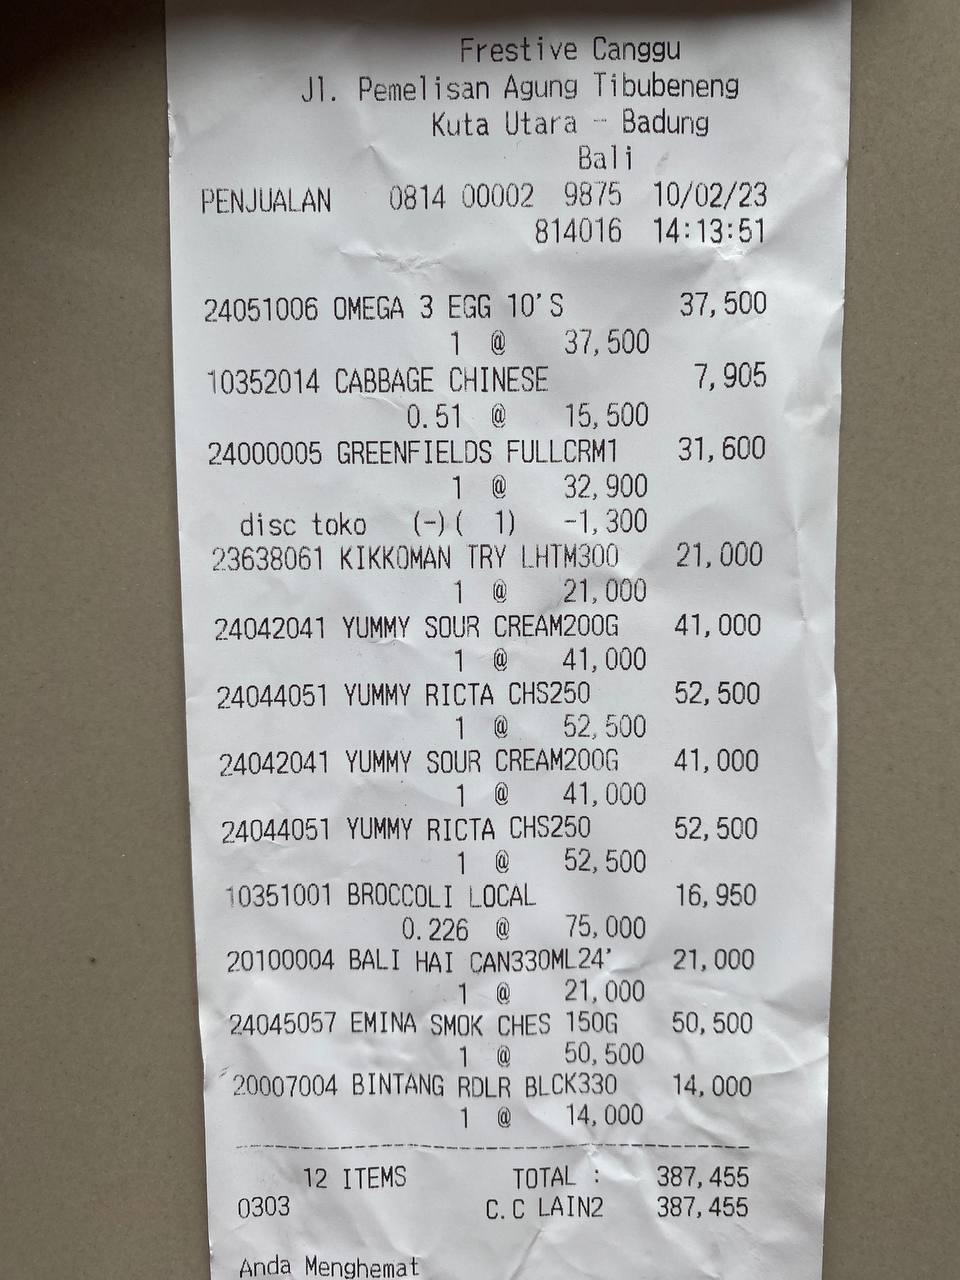 Frestive Canggu
Jl. Pemelisan Agung Tibubeneng
Kuta Utara - Badung
Bali
PENJUALAN 0814 00002 9875 10/02/23
814016 14:13:51
24051006 OMEGA 3 EGG 10'S 37,500
1 @ 37,500
10352014 CABBAGE CHINESE 7,905
0.51 @ 15,500
24000005 GREENFIELDS FULLCRM1 31,600
1 @ 32,900
disc toko (-)( 1) -1,300
23638061 KIKKOMAN TRY LHTM300 21,000
1 @ 21,000
24042041 YUMMY SOUR CREAM200G 41,000
1 @ 41,000
24044051 YUMMY RICTA CHS250 52,500
1 @ 52,500
24042041 YUMMY SOUR CREAM200G 41,000
1 @ 41,000
24044051 YUMMY RICTA CHS250 52,500
1 @ 52,500
10351001 BROCCOLI LOCAL 16,950
0.226 @ 75,000
20100004 BALI HAI CAN330ML24' 21,000
1 @ 21,000
24045057 EMINA SMOK CHES 150G 50,500
1 @ 50,500
20007004 BINTANG RDLR BLCK330 14,000
1 @ 14,000
12 ITEMS TOTAL : 387,455
0303 C.C LAIN2 387,455
Anda Menghemat